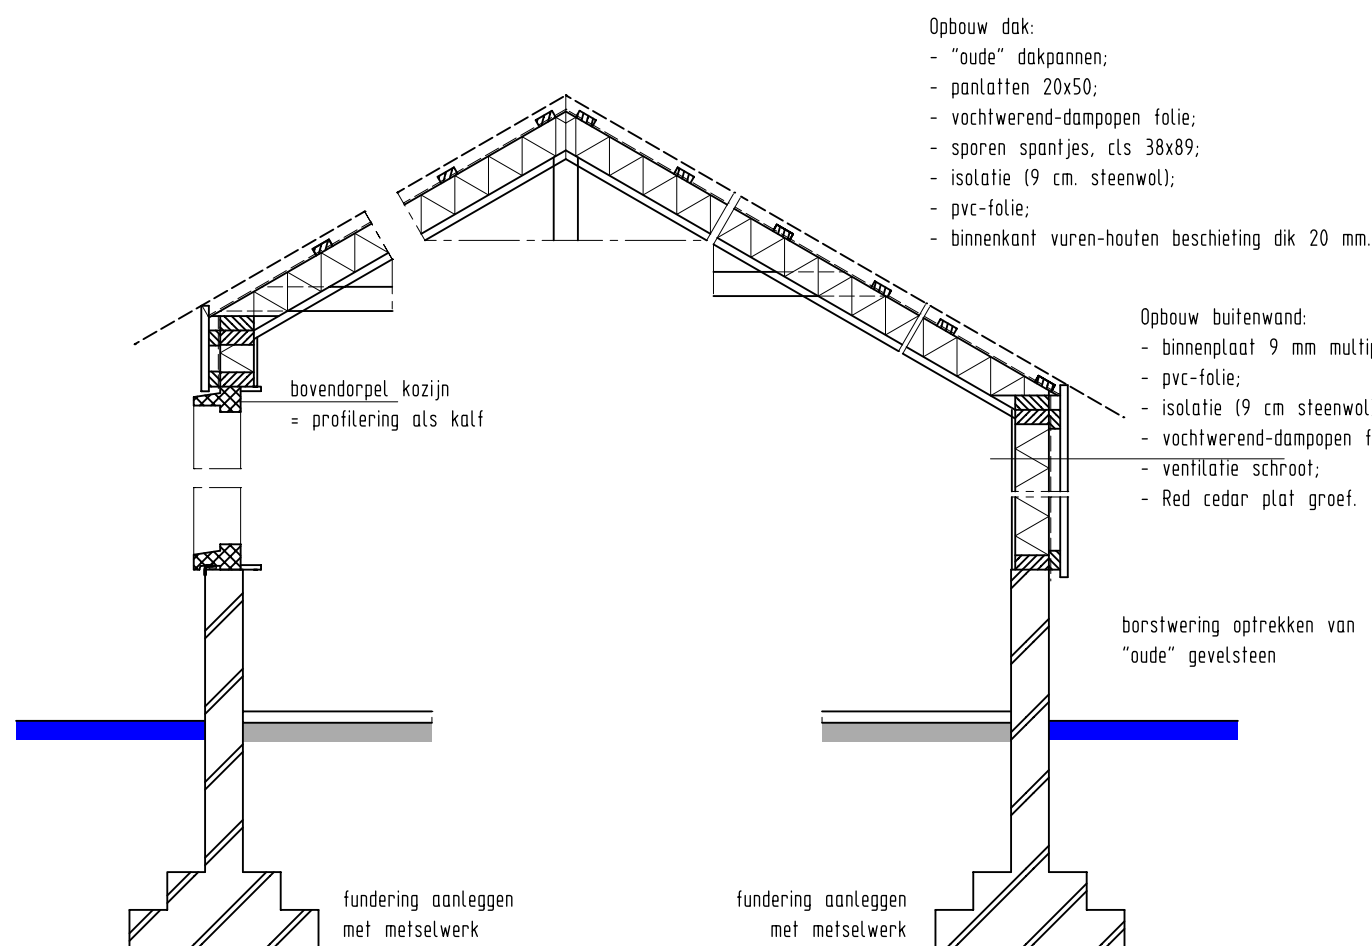 Opbouw dak:
- "oude" dakpannen;
- panlatten 20x50;
- vochtwerend-dampopen folie;
- sporen spantjes, cls 38x89;
- isolatie (9 cm. steenwol);
- pvc-folie;
- binnenkant vuren-houten beschieting dik 20 mm.
Opbouw buitenwand:
- binnenplaat 9 mm
- pvc-folie;
- isolatie (9 cm steenwol
- vochtwerend-dampopen
- ventilatie schroot;
- Red cedar plat groef.
bovendorpel kozijn
= profilering als kalf
borstwering optrekken van
"oude" gevelsteen
fundering aanleggen
met metselwerk
fundering aanleggen
met metselwerk